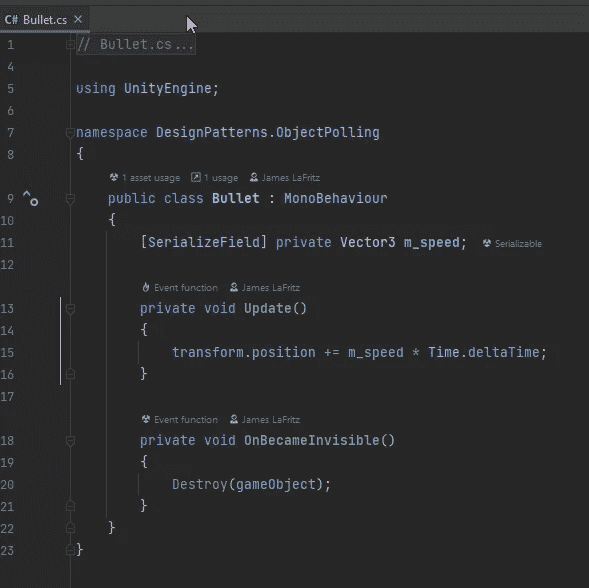 C# Bullet.cs ×
1 // Bullet.cs...
4
5 using UnityEngine;
6
7 namespace DesignPatterns.ObjectPolling
8 {
1 asset usage 1 usage James LaFritz
9 public class Bullet : MonoBehaviour
10 {
11 [SerializeField] private Vector3 m_speed; Serializable
12
Event function James LaFritz
13 private void Update()
14 {
15 transform.position += m_speed * Time.deltaTime;
16 }
17
Event function James LaFritz
18 private void OnBecameInvisible()
19 {
20 Destroy(gameObject);
21 }
22 }
23 }